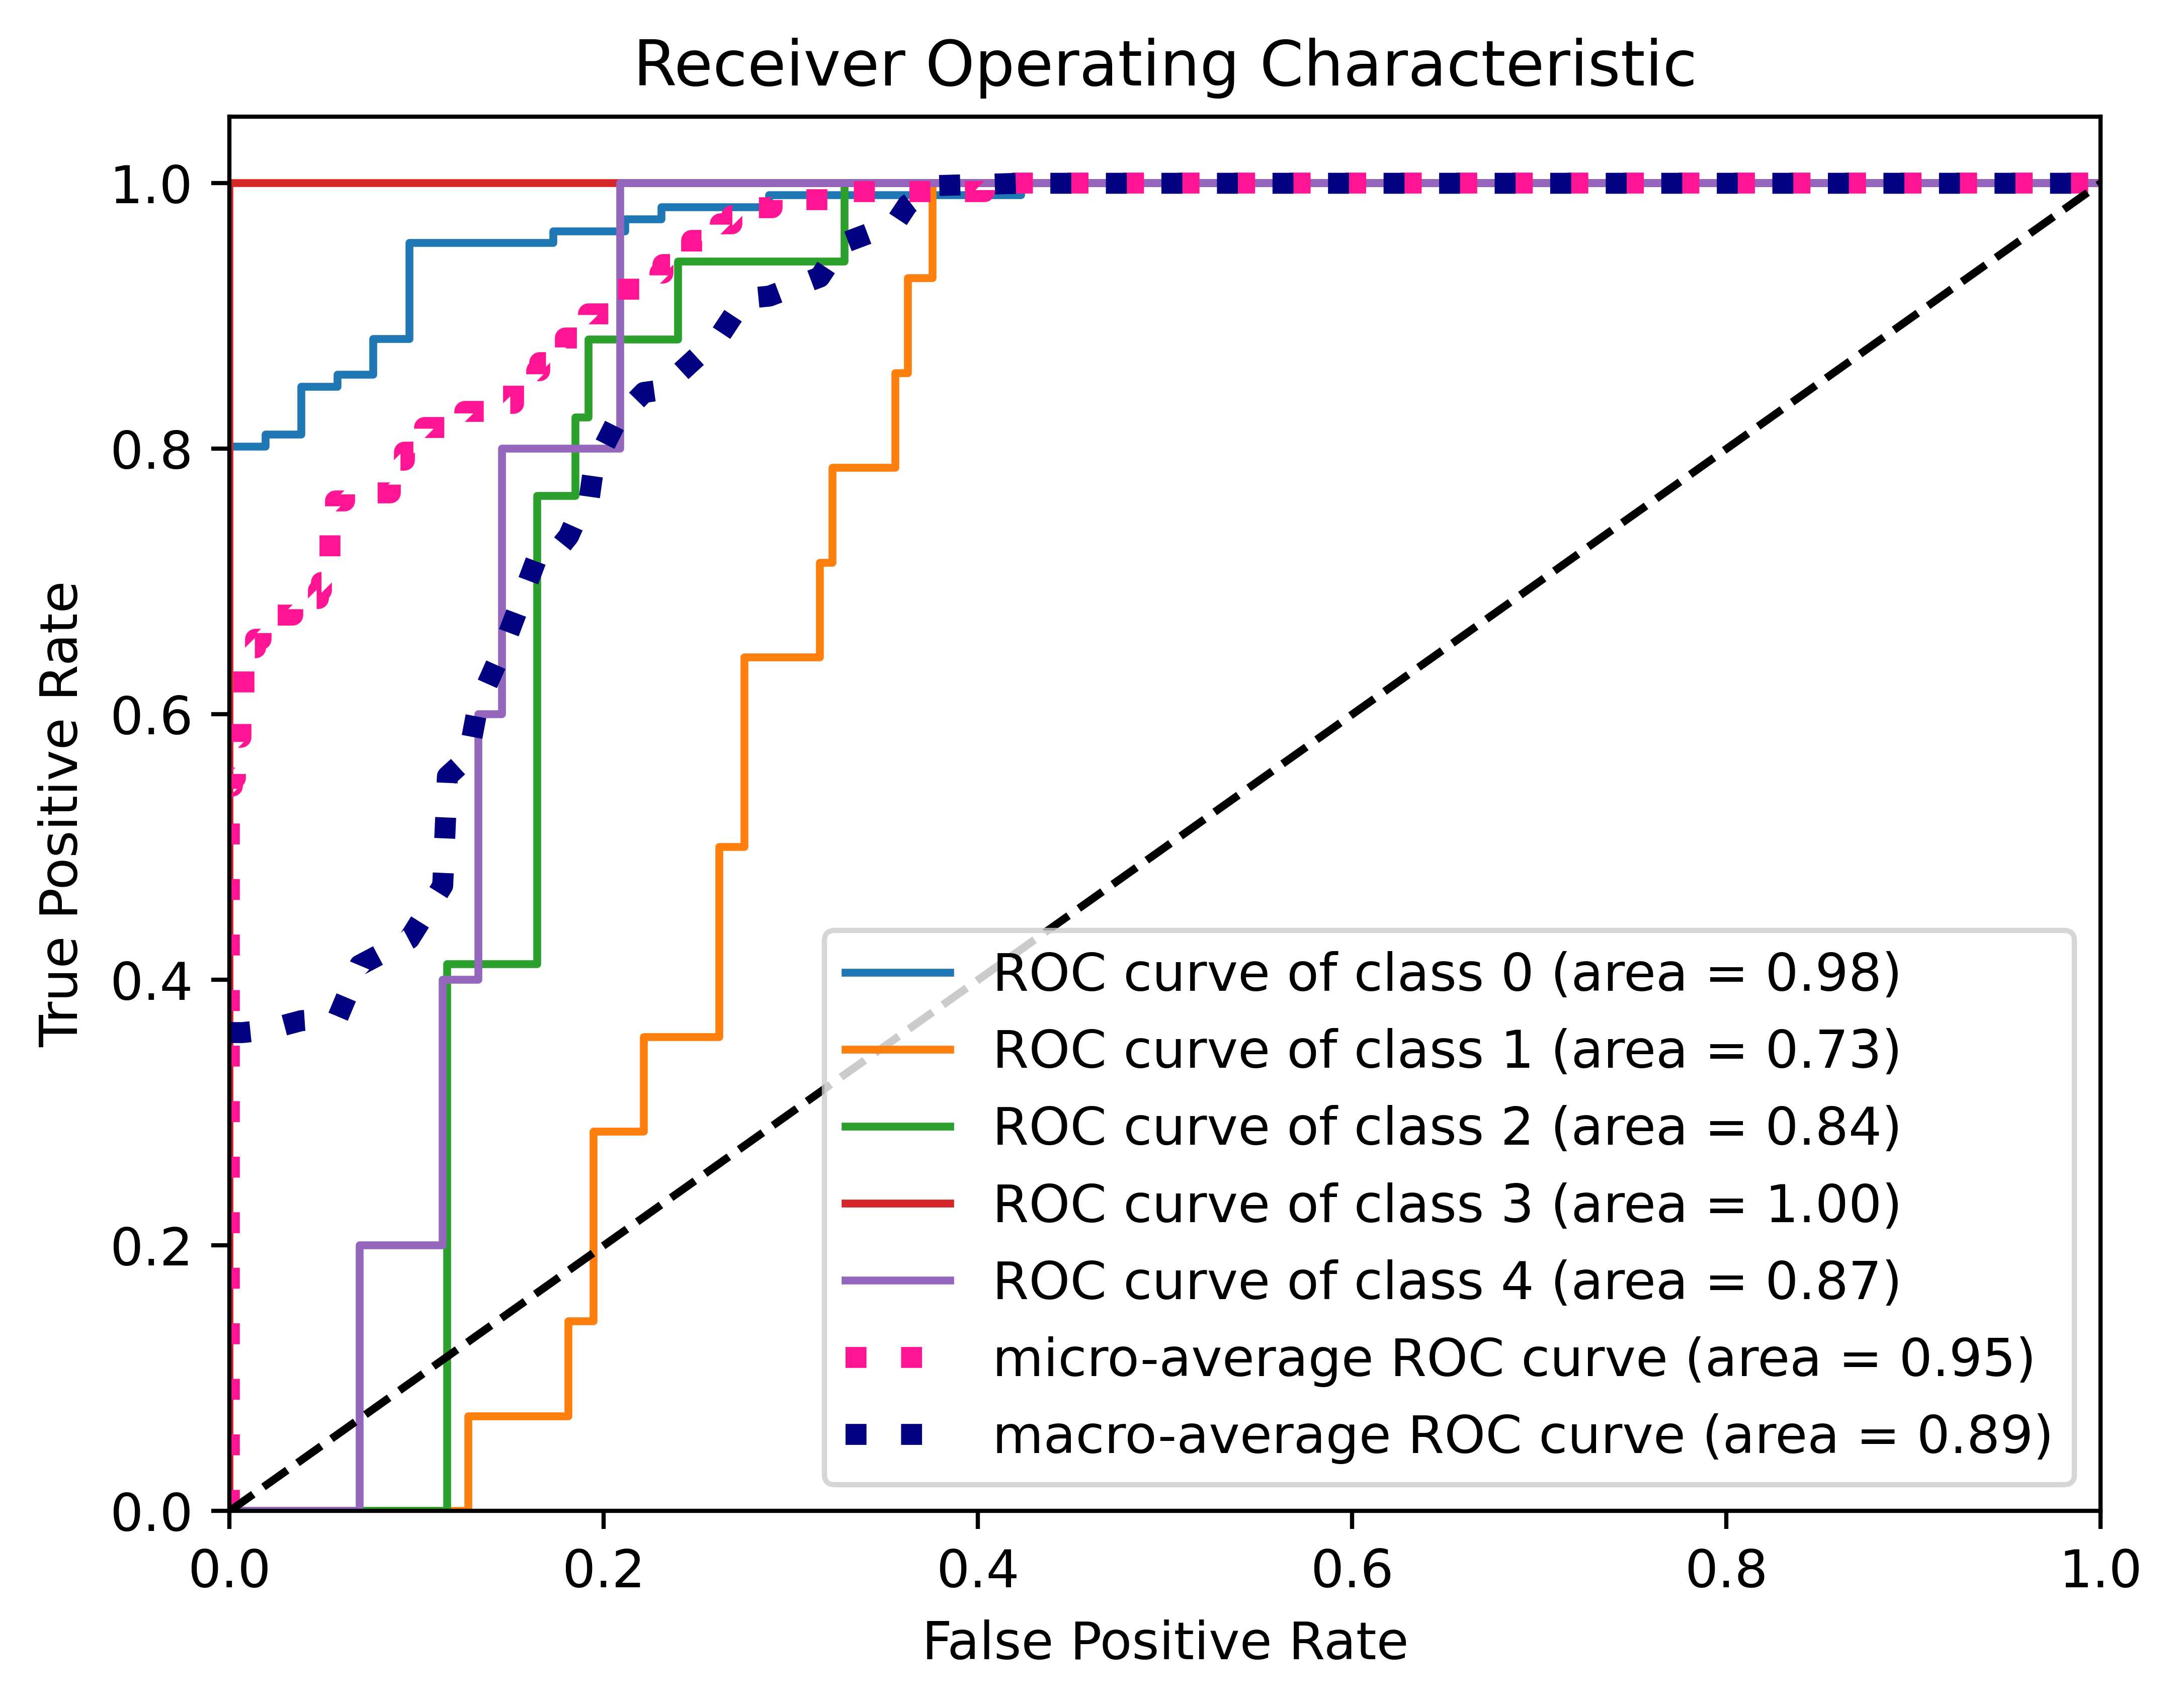 Receiver Operating Characteristic
1.0
0.8
0.6
0.4
0.2
0.0
True Positive Rate
ROC curve of class 0 (area = 0.98)
ROC curve of class 1 (area = 0.73)
ROC curve of class 2 (area = 0.84)
ROC curve of class 3 (area = 1.00)
ROC curve of class 4 (area = 0.87)
micro-average ROC curve (area = 0.95)
macro-average ROC curve (area = 0.89)
0.0 0.2 0.4 0.6 0.8 1.0
False Positive Rate